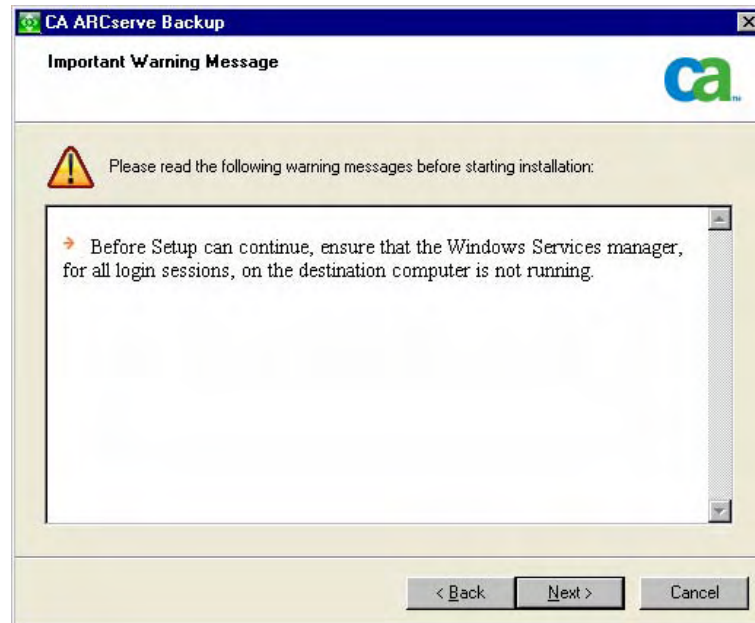 CA ARCserve Backup
Important Warning Message
ca
Please read the following warning messages before starting installation:
Before Setup can continue, ensure that the Windows Services manager,
for all login sessions, on the destination computer is not running.
< Back
Next >
Cancel